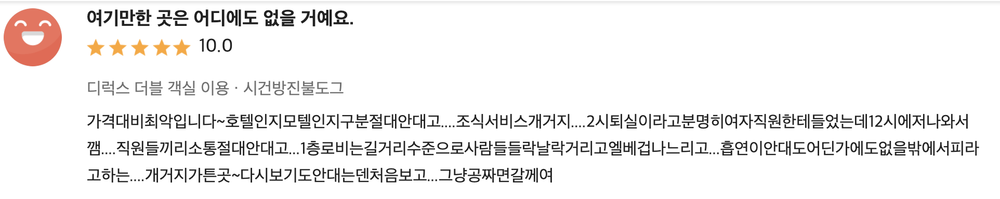 여기만한 곳은 어디에도 없을 거예요.
10.0
디럭스 더블 객실 이용 · 시건방진불도그
가격대비최악입니다~호텔인지모텔인지구분절대안대고....조식서비스개거지....2시퇴실이라고분명히여자직원한테들었는데12시에저나와서
깸....직원들끼리소통절대안대고...1층로비는길거리수준으로사람들들락날락거리고엘베겁나느리고...흡연이안대도어딘가에도없을밖에서피라
고하는....개거지가튼곳~다시보기도안대는덴처음보고...그냥공짜면갈께여